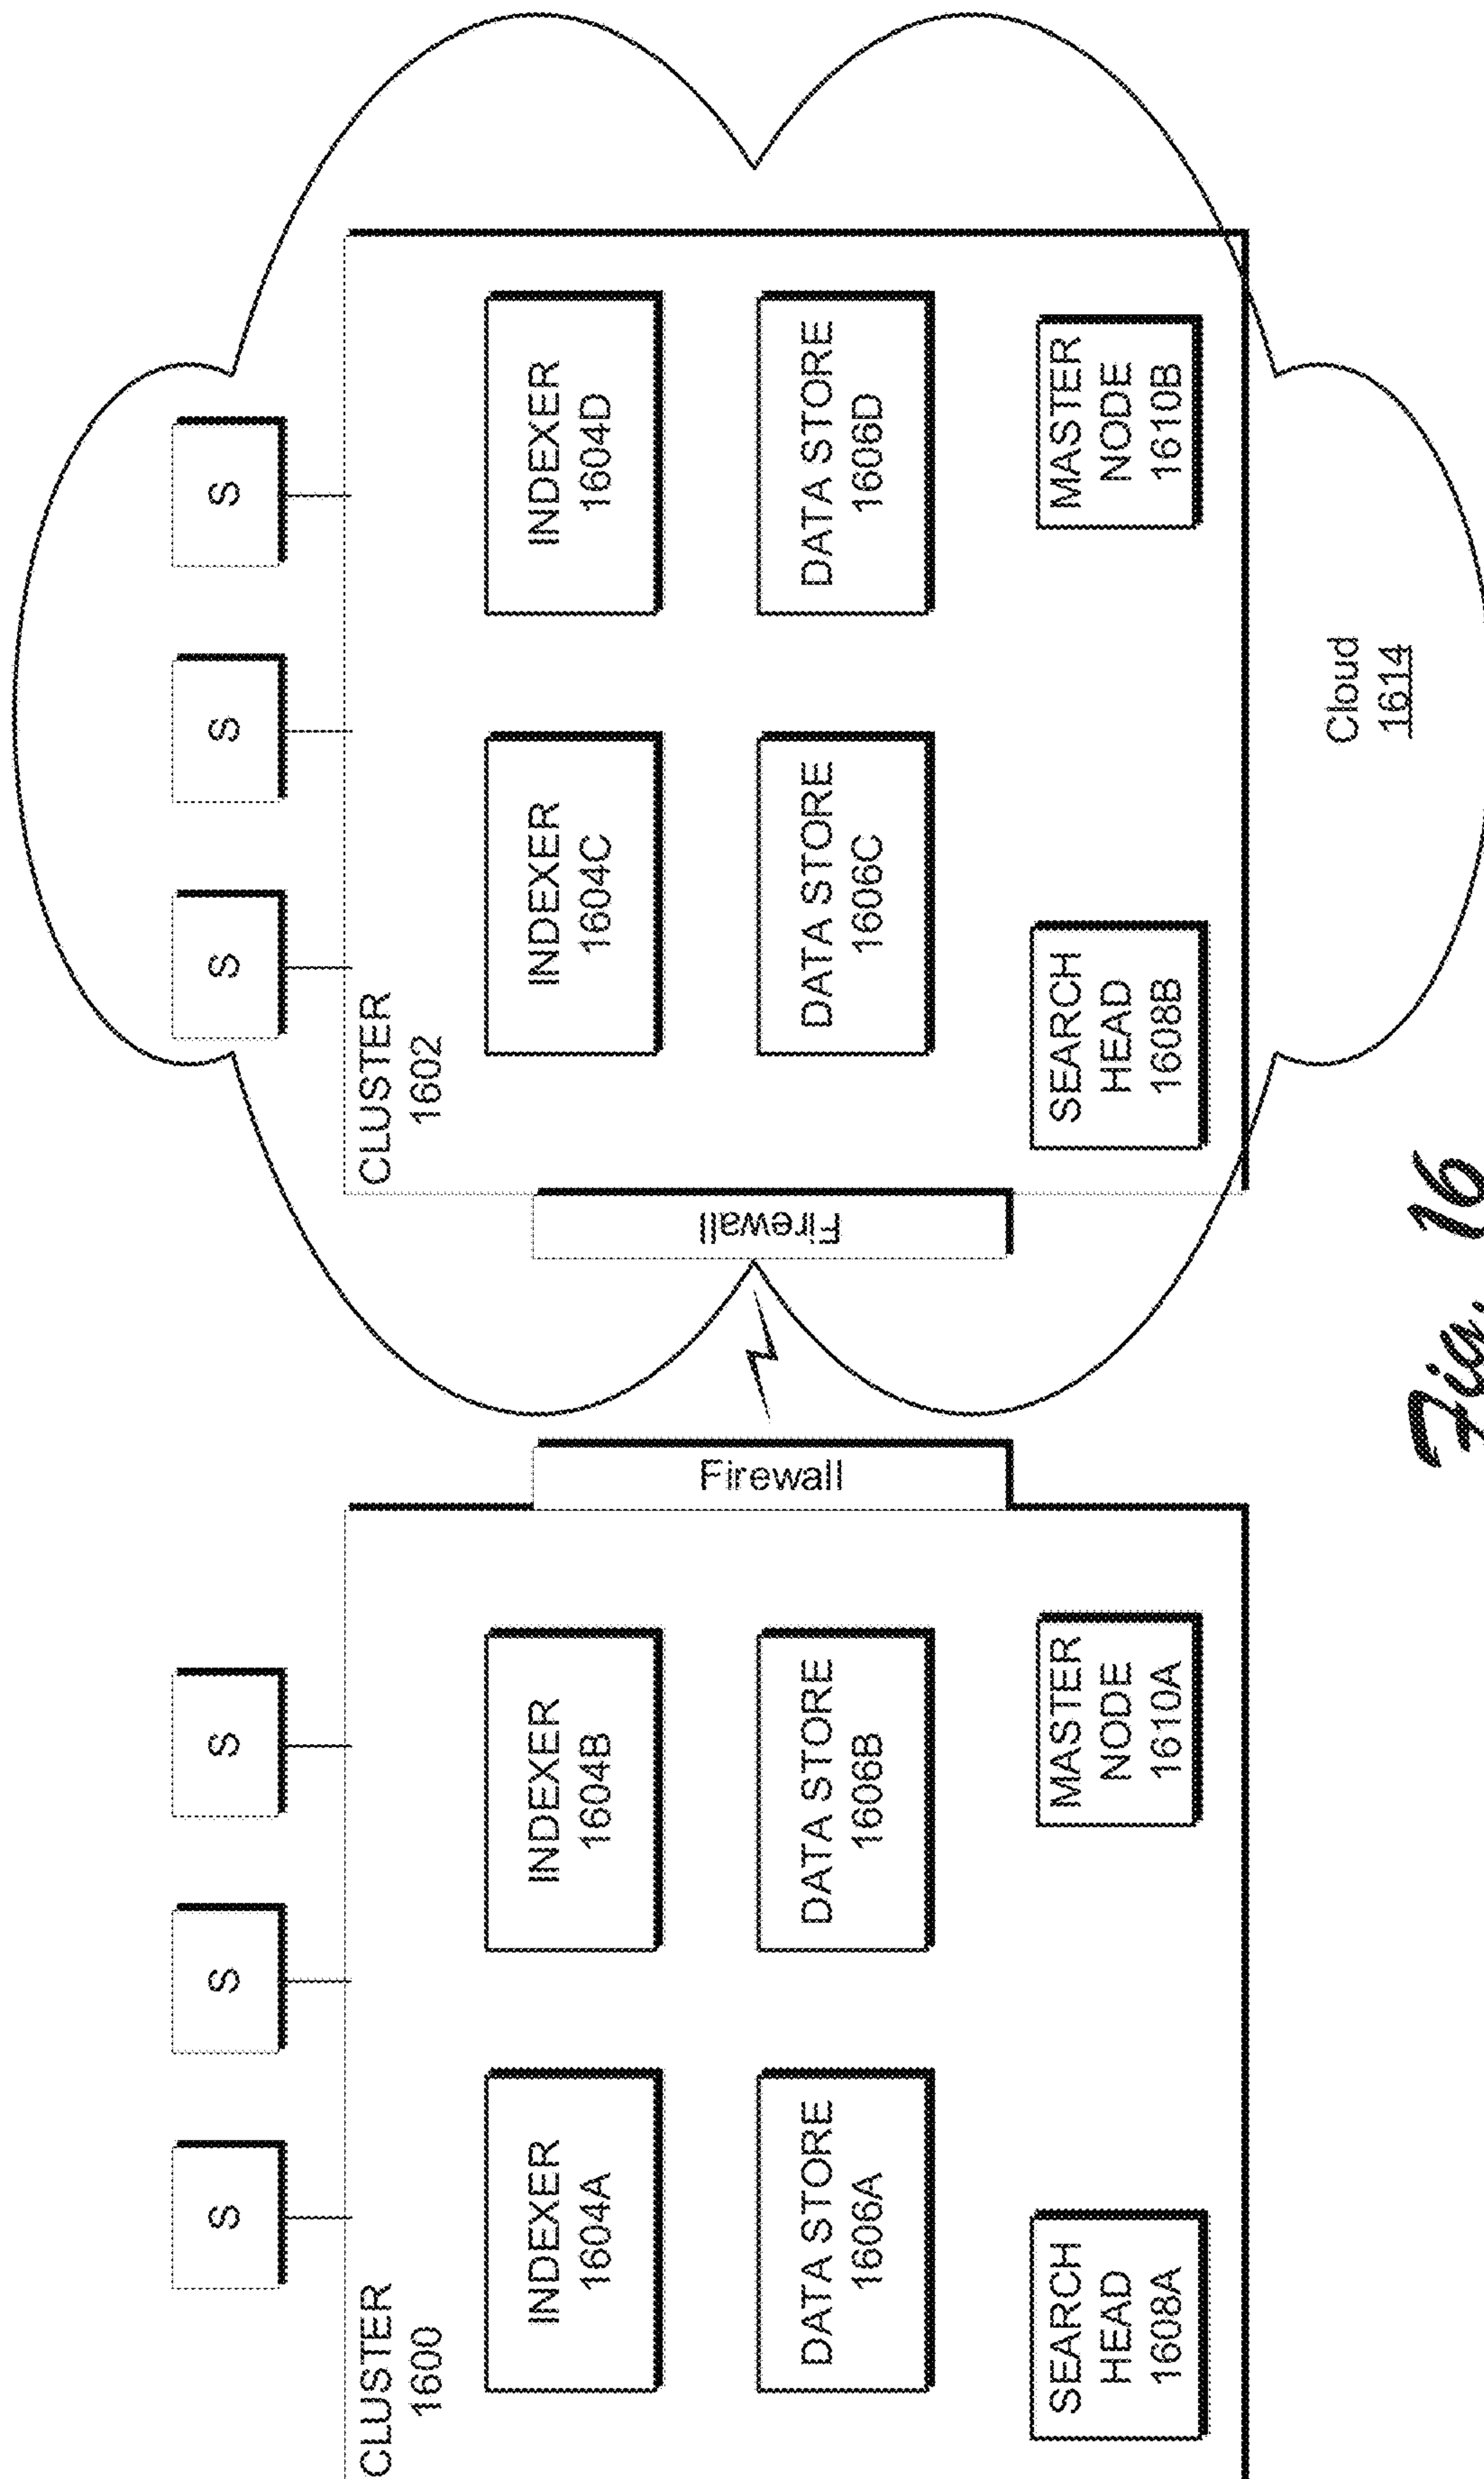 S
S
S
CLUSTER
1600
INDEXER
1604A
INDEXER
1604B
DATA STORE
1606A
DATA STORE
1606B
SEARCH
HEAD
1608A
MASTER
NODE
1610A
Firewall
S
S
S
CLUSTER
1602
Firewall
INDEXER
1604C
INDEXER
1604D
DATA STORE
1606C
DATA STORE
1606D
SEARCH
HEAD
1608B
MASTER
NODE
1610B
Cloud
1614
Fig. 16